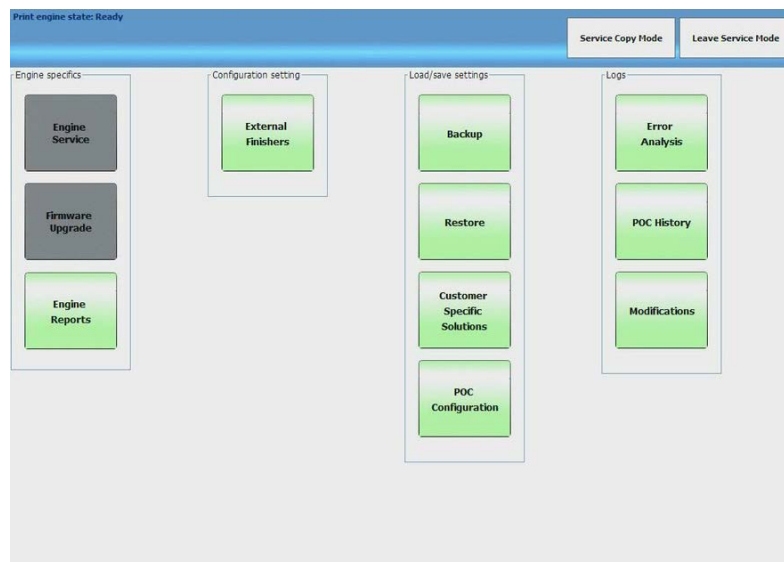 Print engine state: Ready
Service Copy Mode
Leave Service Mode
Engine specifics
Engine
Service
Firmware
Upgrade
Engine
Reports
Configuration setting
External
Finishers
Load/save settings
Backup
Restore
Customer
Specific
Solutions
POC
Configuration
Logs
Error
Analysis
POC History
Modifications